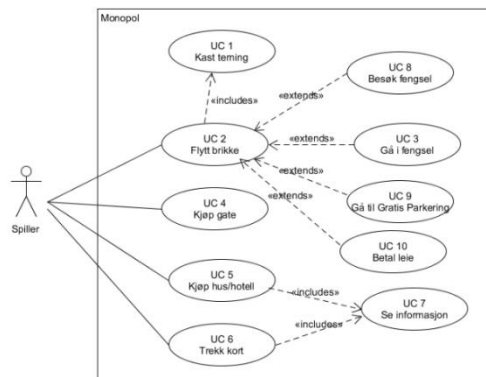 Monopol
UC 1
Kast terning
UC 8
Besøk fengsel
«includes»
«extends»
UC 2
Flytt brikke
«extends»
UC 3
Gå i fengsel
«extends»
UC 9
Gå til Gratis Parkering
«extends»
Spiller
UC 4
Kjøp gate
UC 10
Betal leie
UC 5
Kjøp hus/hotell
«includes»
UC 7
Se informasjon
«includes»
UC 6
Trekk kort